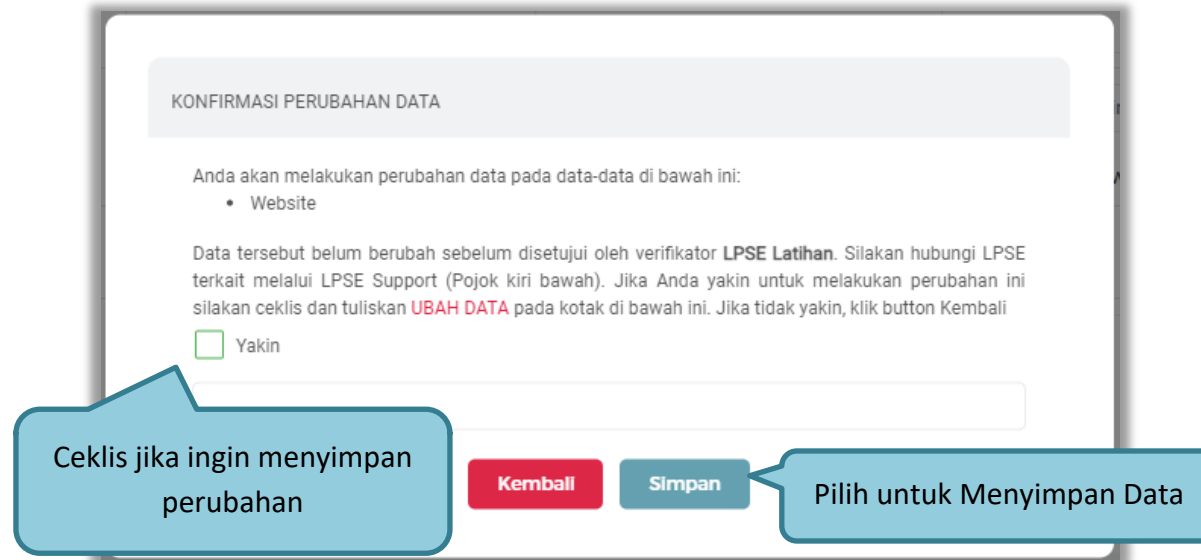 KONFIRMASI PERUBAHAN DATA
Anda akan melakukan perubahan data pada data-data di bawah ini:
• Website
Data tersebut belum berubah sebelum disetujui oleh verifikator LPSE Latihan. Silakan hubungi LPSE
terkait melalui LPSE Support (Pojok kiri bawah). Jika Anda yakin untuk melakukan perubahan ini
silakan ceklis dan tuliskan UBAH DATA pada kotak di bawah ini. Jika tidak yakin, klik button Kembali
Yakin
Ceklis jika ingin menyimpan
perubahan
Kembali
Simpan
Pilih untuk Menyimpan Data